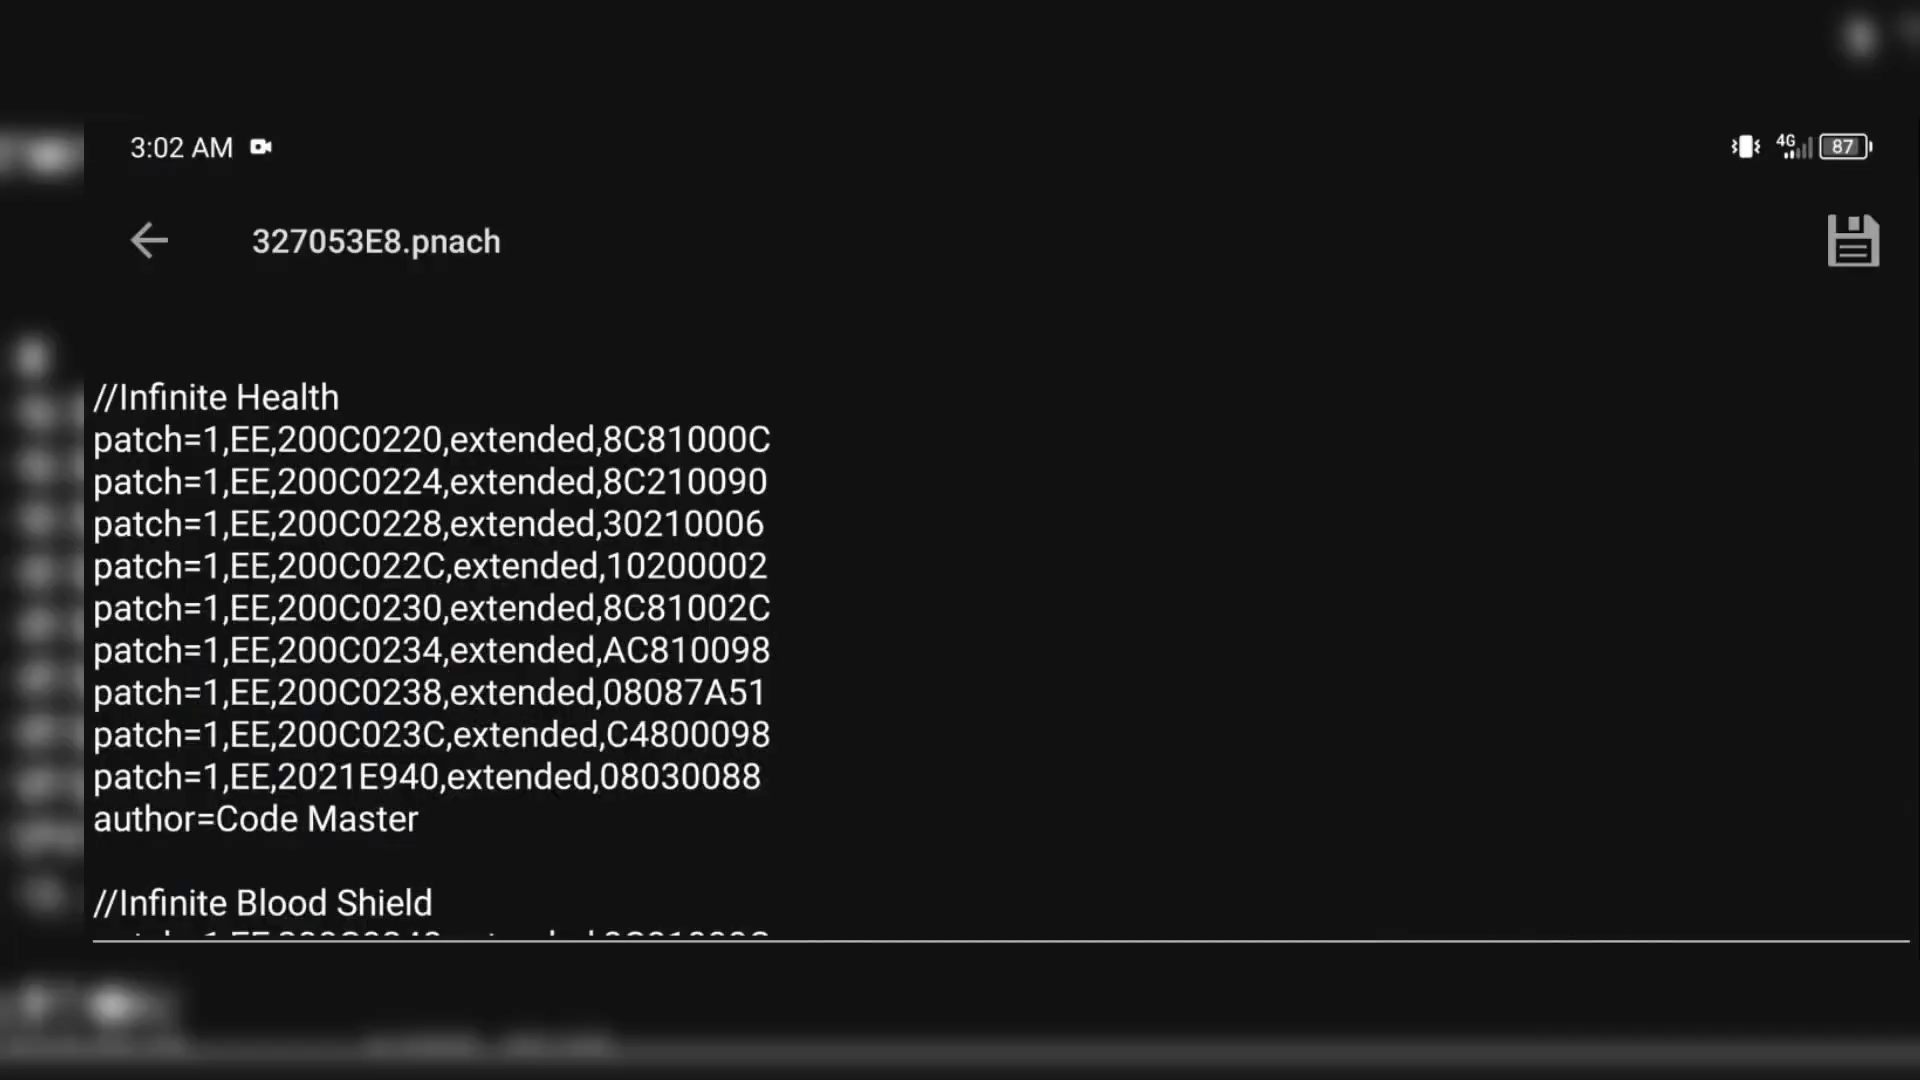 3:02 AM
4G
87
327053E8.pnach
//Infinite Health
patch=1,EE,200C0220,extended,8C81000C
patch=1,EE,200C0224,extended,8C210090
patch=1,EE,200C0228,extended,30210006
patch=1,EE,200C022C,extended,10200002
patch=1,EE,200C0230,extended,8C81002C
patch=1,EE,200C0234,extended,AC810098
patch=1,EE,200C0238,extended,08087A51
patch=1,EE,200C023C,extended,C4800098
patch=1,EE,2021E940,extended,08030088
author=Code Master
//Infinite Blood Shield